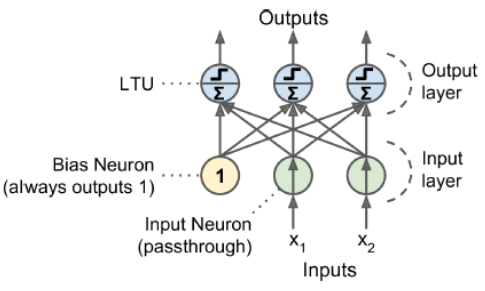 Outputs
LTU
Σ
Σ
Σ
Output
layer
Bias Neuron
(always outputs 1)
1
Input
layer
Input Neuron
(passthrough)
x1
x2
Inputs